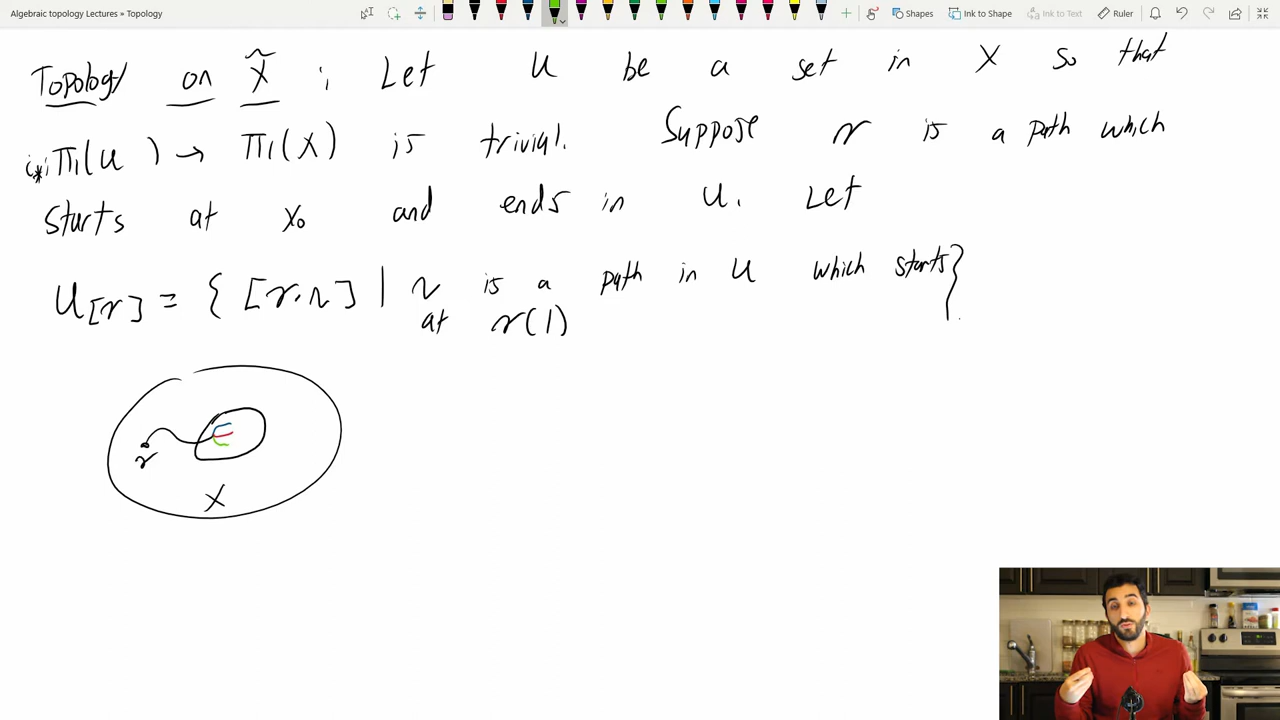 Algebraic topology Lectures » Topology
Shapes
Ink to Shape
Ink to Text
Ruler
Topology on X̃ : Let U be a set in X so that
i* : π1(U) → π1(X) is trivial. Suppose γ is a path which
starts at x0 and ends in U. Let
U[γ] = { [γ·η] | η is a path in U which starts }
at γ(1)
γ
X